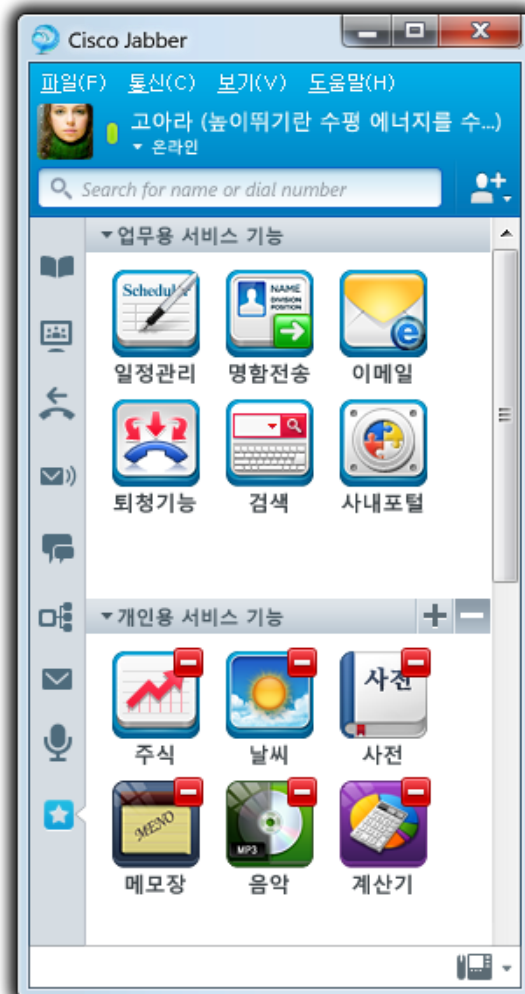 Cisco Jabber
파일(F) 통신(C) 보기(V) 도움말(H)
고아라 (높이뛰기란 수평 에너지를 수...)
온라인
Search for name or dial number
업무용 서비스 기능
Schedule
NAME
DIVISION
POSITION
일정관리 명함전송 이메일
퇴청기능 검색 사내포털
개인용 서비스 기능
사전
주식 날씨 사전
MEMO
MP3
메모장 음악 계산기